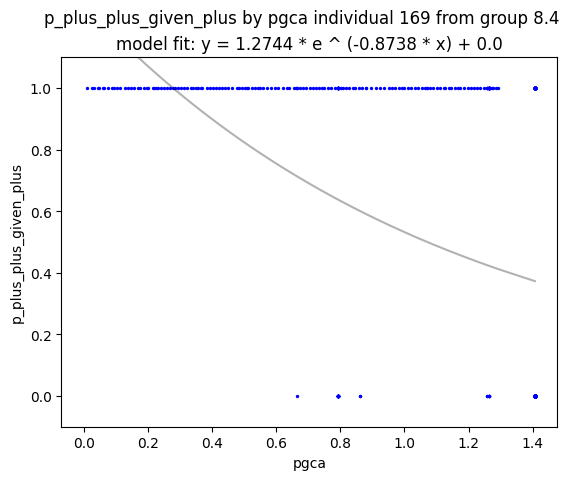 p_plus_plus_given_plus by pgca individual 169 from group 8.4
model fit: y = 1.2744 * e ^ (-0.8738 * x) + 0.0
1.0
0.8
0.6
0.4
0.2
0.0
p_plus_plus_given_plus
0.0 0.2 0.4 0.6 0.8 1.0 1.2 1.4
pgca